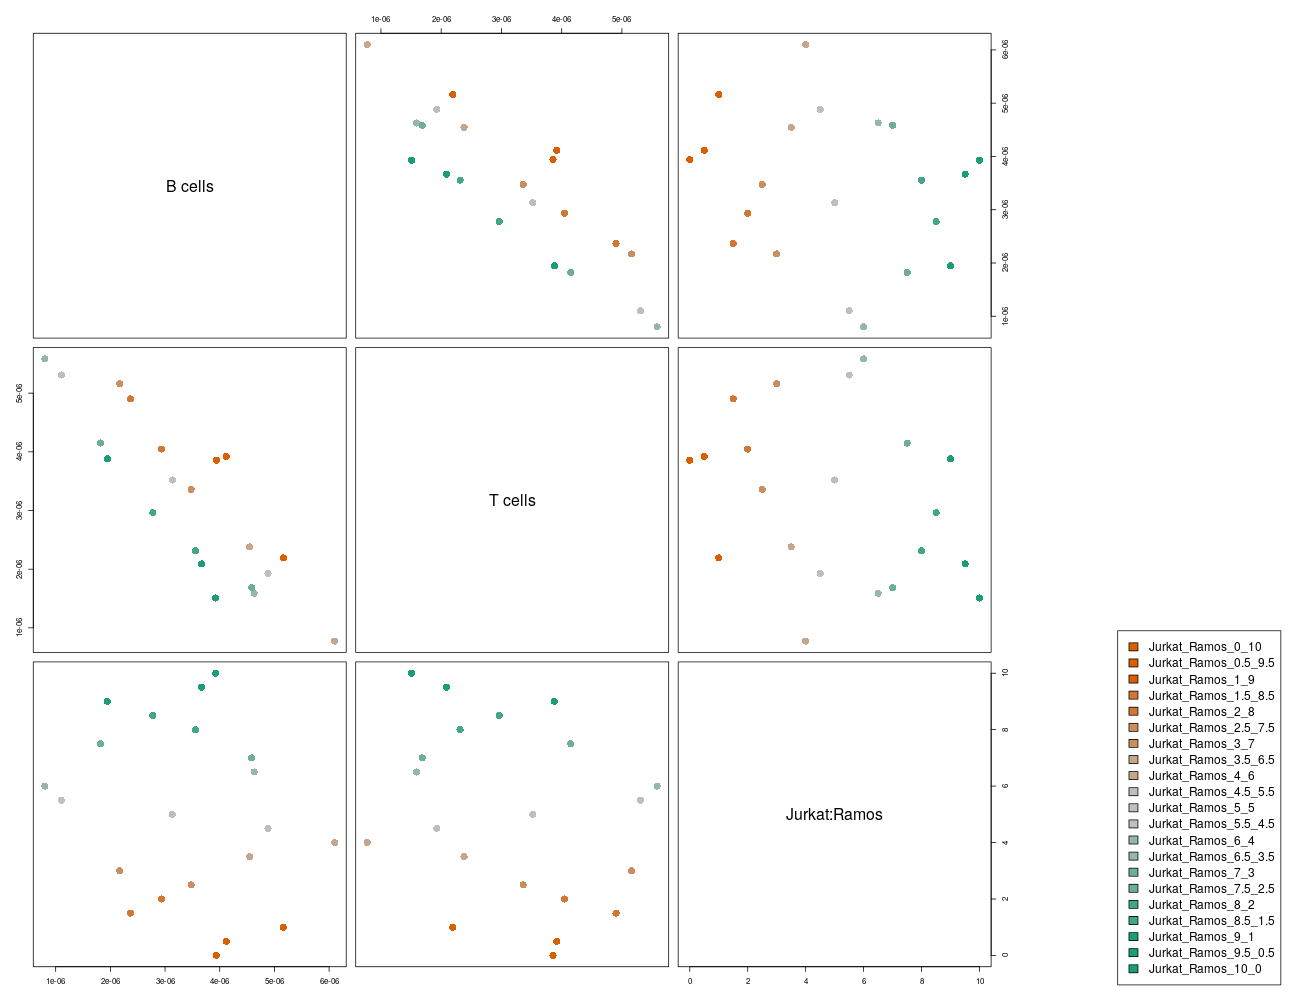 1e-06 2e-06 3e-06 4e-06 5e-06
B cells
1e-06 2e-06 3e-06 4e-06 5e-06 6e-06
1e-06 2e-06 3e-06 4e-06 5e-06
T cells
Jurkat:Ramos
0 2 4 6 8 10
1e-06 2e-06 3e-06 4e-06 5e-06 6e-06
0 2 4 6 8 10
Jurkat_Ramos_0_10
Jurkat_Ramos_0.5_9.5
Jurkat_Ramos_1_9
Jurkat_Ramos_1.5_8.5
Jurkat_Ramos_2_8
Jurkat_Ramos_2.5_7.5
Jurkat_Ramos_3_7
Jurkat_Ramos_3.5_6.5
Jurkat_Ramos_4_6
Jurkat_Ramos_4.5_5.5
Jurkat_Ramos_5_5
Jurkat_Ramos_5.5_4.5
Jurkat_Ramos_6_4
Jurkat_Ramos_6.5_3.5
Jurkat_Ramos_7_3
Jurkat_Ramos_7.5_2.5
Jurkat_Ramos_8_2
Jurkat_Ramos_8.5_1.5
Jurkat_Ramos_9_1
Jurkat_Ramos_9.5_0.5
Jurkat_Ramos_10_0